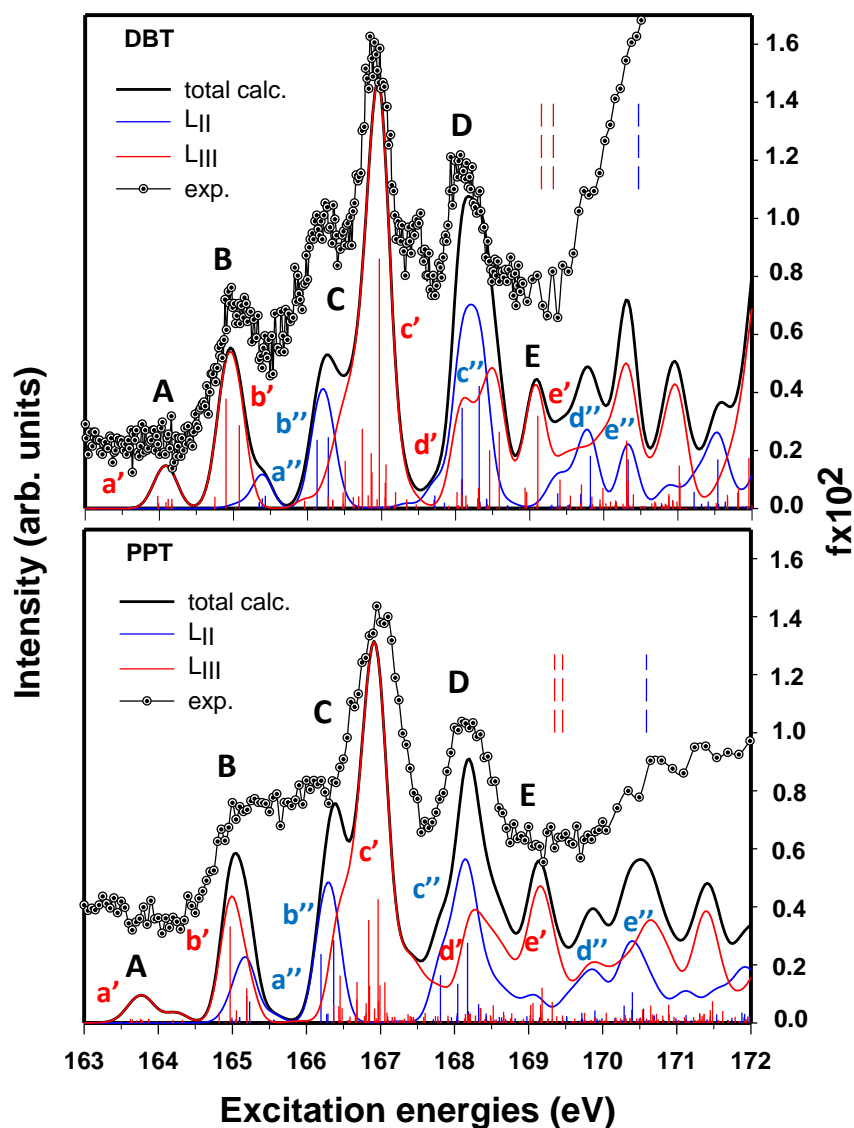 DBT
total calc.
LII
LIII
exp.
A
B
C
D
E
a’
b’
a’’
b’’
c’
d’
c’’
e’
d’’
e’’
1.6
1.4
1.2
1.0
0.8
0.6
0.4
0.2
0.0
PPT
total calc.
LII
LIII
exp.
A
B
C
D
E
a’
b’
a’’
b’’
c’
c’’
d’
e’
d’’
e’’
1.6
1.4
1.2
1.0
0.8
0.6
0.4
0.2
0.0
Intensity (arb. units)
fx10²
163 164 165 166 167 168 169 170 171 172
Excitation energies (eV)